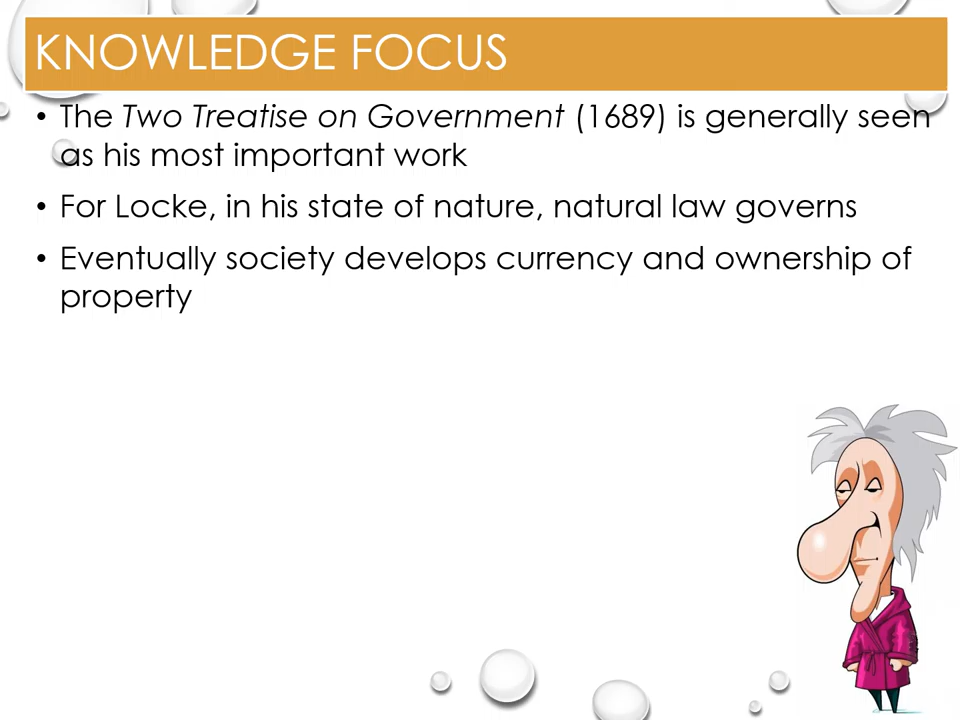 KNOWLEDGE FOCUS
• The Two Treatise on Government (1689) is generally seen
as his most important work
• For Locke, in his state of nature, natural law governs
• Eventually society develops currency and ownership of
property